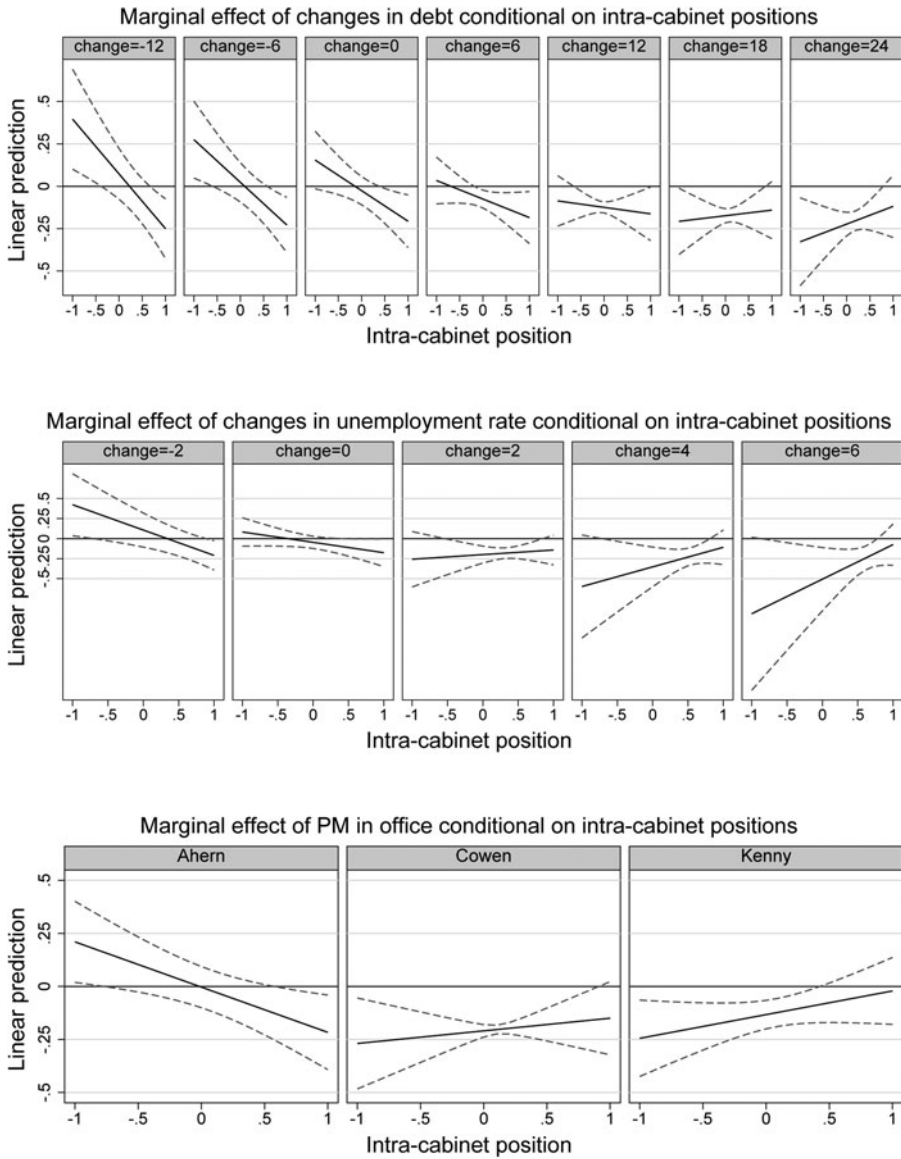 Marginal effect of changes in debt conditional on intra-cabinet positions
change=-12 change=-6 change=0 change=6 change=12 change=18 change=24
Linear prediction
.5
.25
0
-.25
-.5
-1 -.5 0 .5 1 -1 -.5 0 .5 1 -1 -.5 0 .5 1 -1 -.5 0 .5 1 -1 -.5 0 .5 1 -1 -.5 0 .5 1 -1 -.5 0 .5 1
Intra-cabinet position
Marginal effect of changes in unemployment rate conditional on intra-cabinet positions
change=-2 change=0 change=2 change=4 change=6
Linear prediction
.5
.25
0
-.25
-.5
-1 -.5 0 .5 1 -1 -.5 0 .5 1 -1 -.5 0 .5 1 -1 -.5 0 .5 1 -1 -.5 0 .5 1
Intra-cabinet position
Marginal effect of PM in office conditional on intra-cabinet positions
Ahern Cowen Kenny
Linear prediction
.5
.25
0
-.25
-.5
-1 -.5 0 .5 1 -1 -.5 0 .5 1 -1 -.5 0 .5 1
Intra-cabinet position